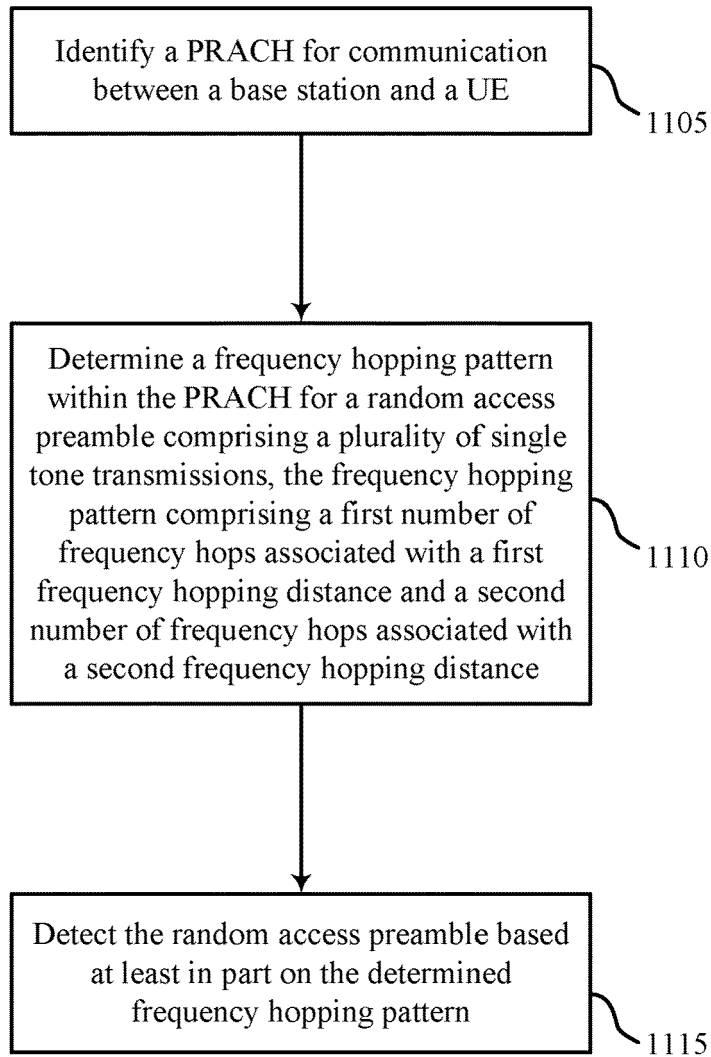 Identify a PRACH for communication
between a base station and a UE
1105
Determine a frequency hopping pattern
within the PRACH for a random access
preamble comprising a plurality of single
tone transmissions, the frequency hopping
pattern comprising a first number of
frequency hops associated with a first
frequency hopping distance and a second
number of frequency hops associated with
a second frequency hopping distance
1110
Detect the random access preamble based
at least in part on the determined
frequency hopping pattern
1115